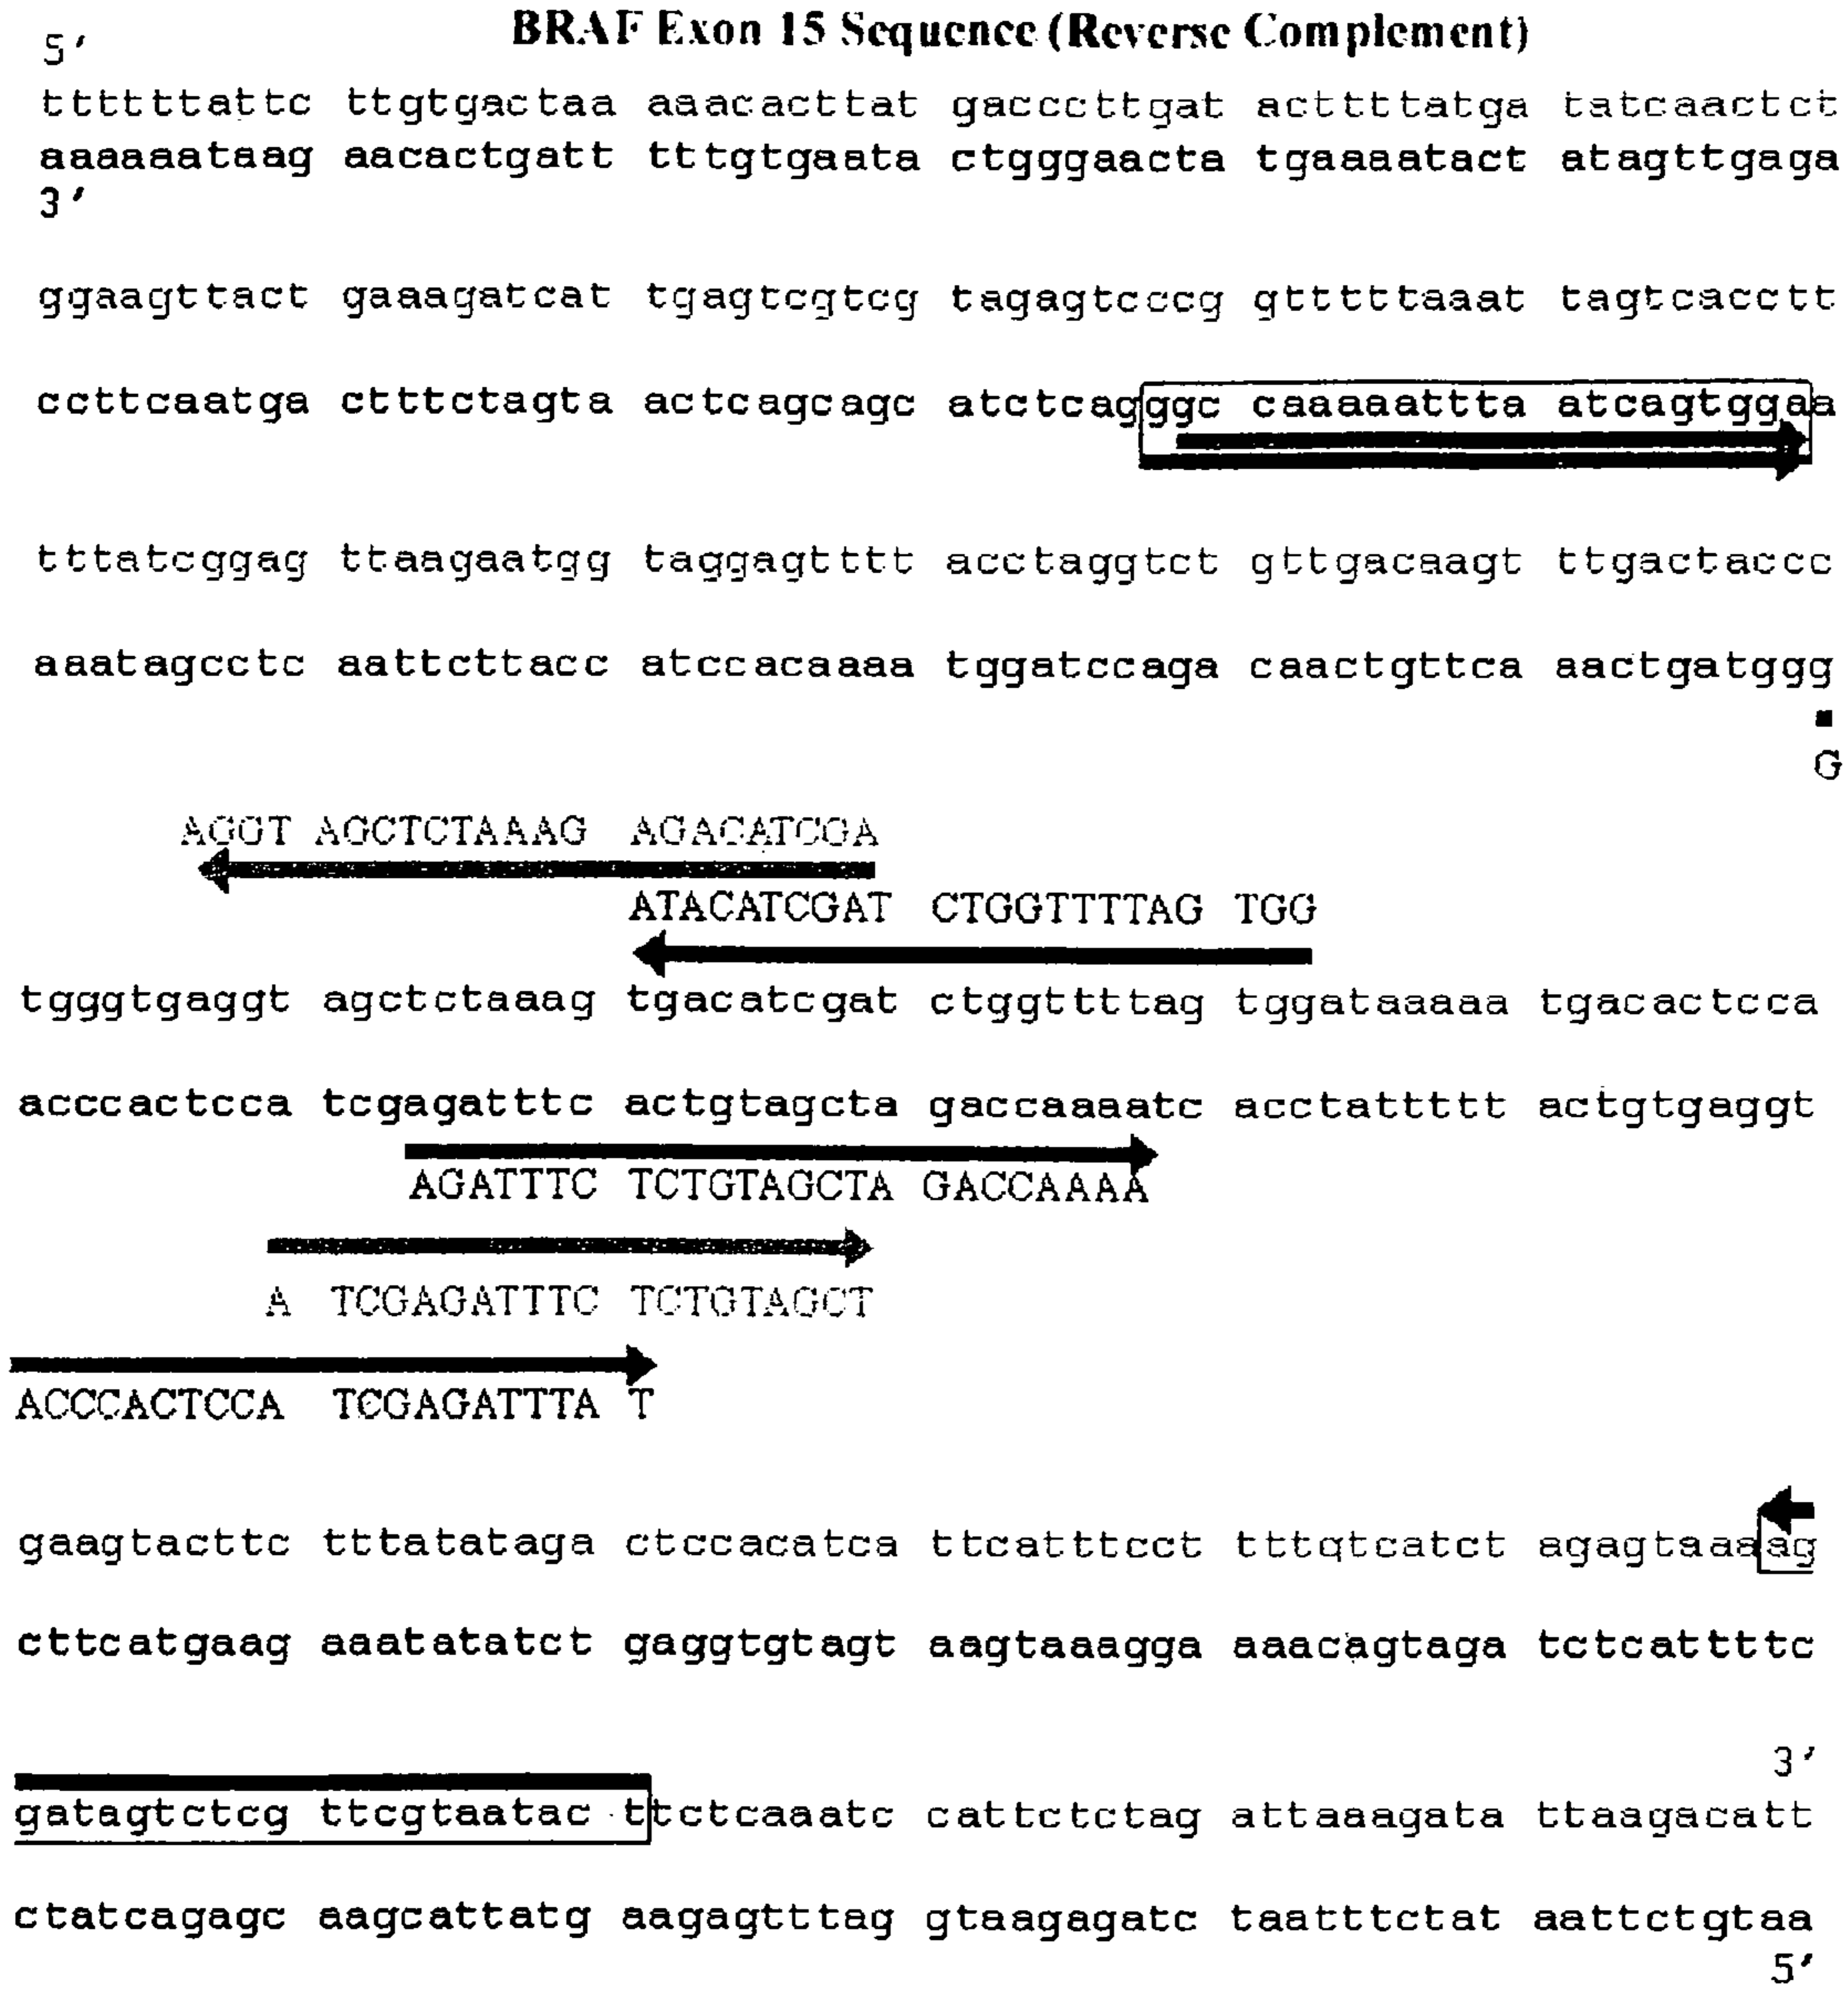 BRAF Exon 15 Sequence (Reverse Complement)
5'
ttttttattc ttgtgactaa aaacacttat gacccttgat acttttatga tatcaactct
aaaaaataag aacactgatt tttgtgaata ctgggaacta tgaaaatact atagttgaga
3'
ggaagttact gaaagatcat tgagtcgtcg tagagtcccg gtttttaaat tagtcacctt
ccttcaatga ctttctagta actcagcagc atctcagggc caaaaattta atcagtggaa
tttatcggag ttaagaatgg taggagtttt acctaggtct gttgacaagt ttgactaccc
aaatagcctc aattcttacc atccacaaaa tggatccaga caactgttca aactgatggg
G
AGGT AGCTCTAAAG AGACATCGA
ATACATCGAT CTGGTTTTAG TGG
tgggtgaggt agctctaaag tgacatcgat ctggttttag tggataaaaa tgacactcca
acccactcca tcgagatttc actgtagcta gaccaaaatc acctattttt actgtgaggt
AGATTTC TCTGTAGCTA GACCAAAA
A TCGAGATTTC TCTGTAGCT
ACCCACTCCA TCGAGATTTA T
gaagtacttc tttatataga ctccacatca ttcatttcct tttgtcatct agagtaaaag
cttcatgaag aaatatatct gaggtgtagt aagtaaagga aaacagtaga tctcattttc
3'
gatagtctcg ttcgtaatac ttctcaaatc cattctctag attaaagata ttaagacatt
ctatcagagc aagcattatg aagagtttag gtaagagatc taatttctat aattctgtaa
5'